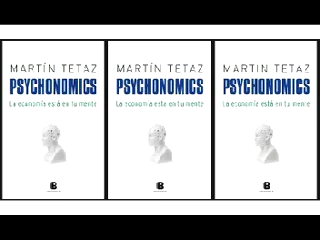 MARTÍN TETAZ
PSYCHONOMICS
La economía está en tu mente
B
MARTÍN TETAZ
PSYCHONOMICS
La economía está en tu mente
B
MARTÍN TETAZ
PSYCHONOMICS
La economía está en tu mente
B